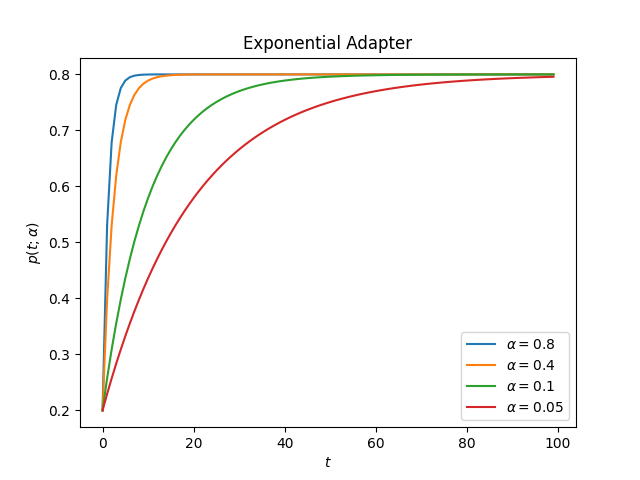 Exponential Adapter
p(t; α)
0.8
0.7
0.6
0.5
0.4
0.3
0.2
0 20 40 60 80 100
t
α = 0.8
α = 0.4
α = 0.1
α = 0.05